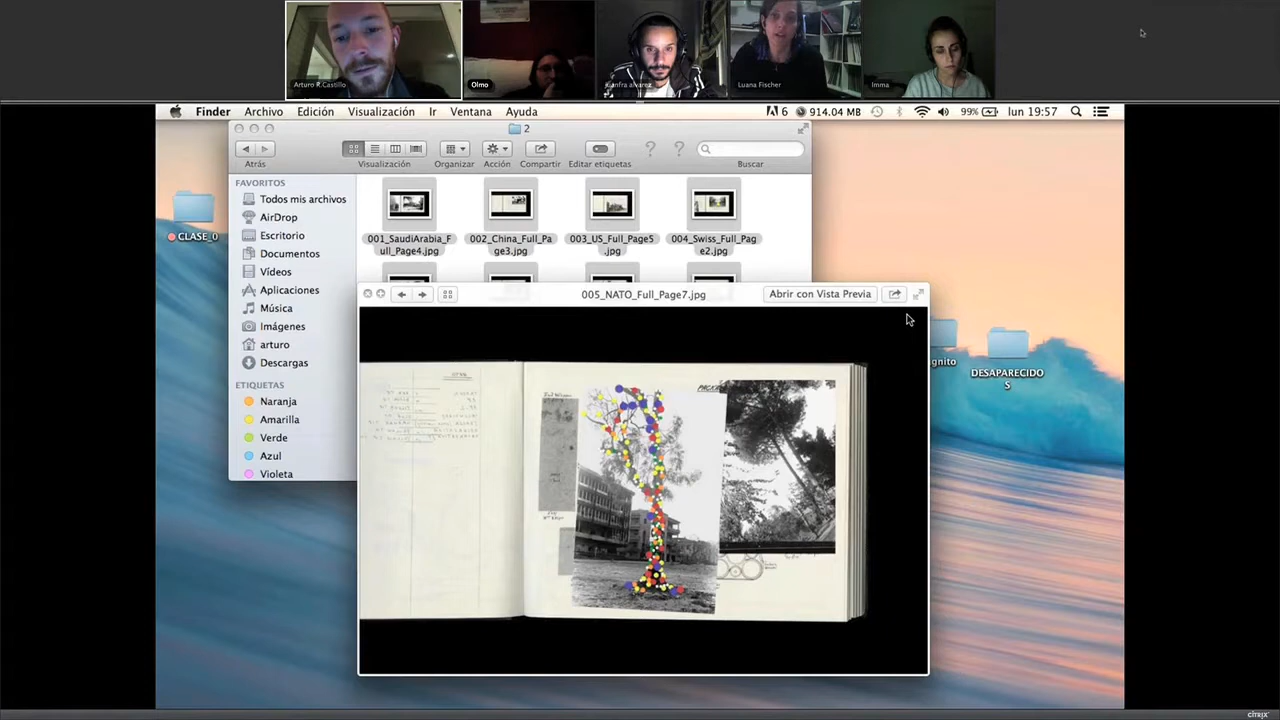 Arturo R.Castillo
Olmo
Luana Fischer
Imma
Finder Archivo Edición Visualización Ir Ventana Ayuda
6 914.04 MB 99% lun 19:57
2
Atrás Visualización Organizar Acción Compartir Editar etiquetas Buscar
FAVORITOS
Todos mis archivos
AirDrop
Escritorio
Documentos
Vídeos
Aplicaciones
Música
Imágenes
arturo
Descargas
ETIQUETAS
Naranja
Amarilla
Verde
Azul
Violeta
CLASE_0
001_SaudiArabia_F
ull_Page4.jpg
002_China_Full_Pa
ge3.jpg
003_US_Full_Page5
.jpg
004_Swiss_Full_Pag
e2.jpg
005_NATO_Full_Page7.jpg
Abrir con Vista Previa
ognito
DESAPARECIDO
S
CITRIX